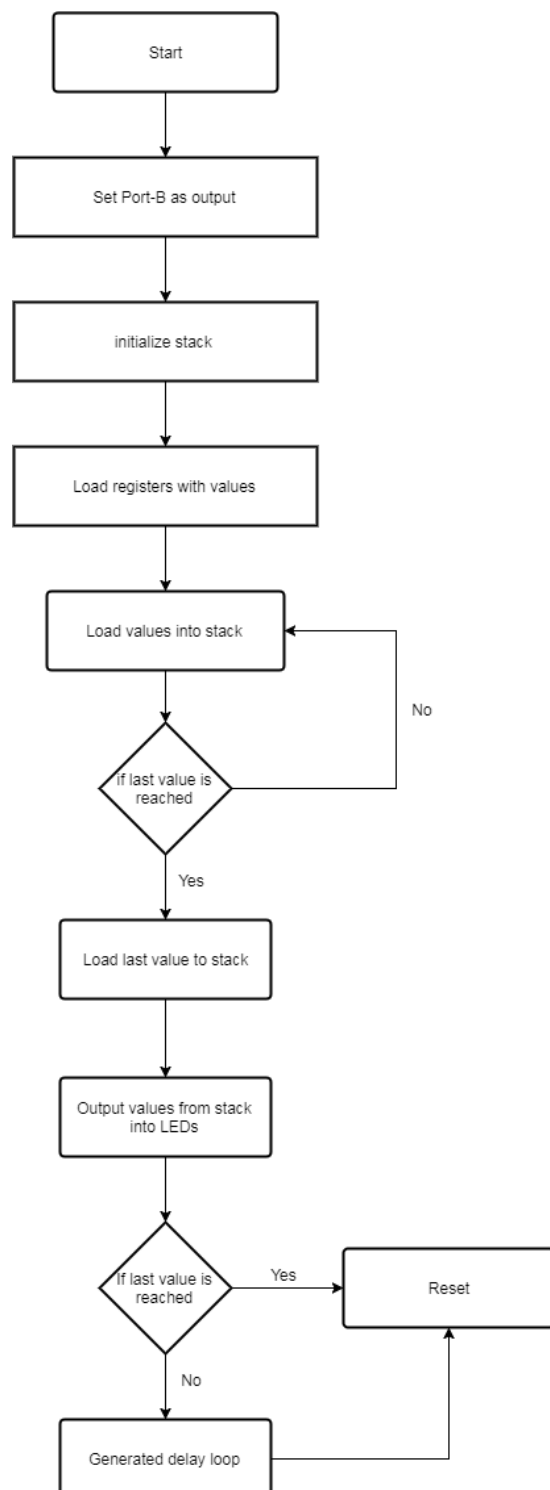 Start
Set Port-B as output
initialize stack
Load registers with values
Load values into stack
No
if last value is
reached
Yes
Load last value to stack
Output values from stack
into LEDs
If last value is
reached
Yes
Reset
No
Generated delay loop